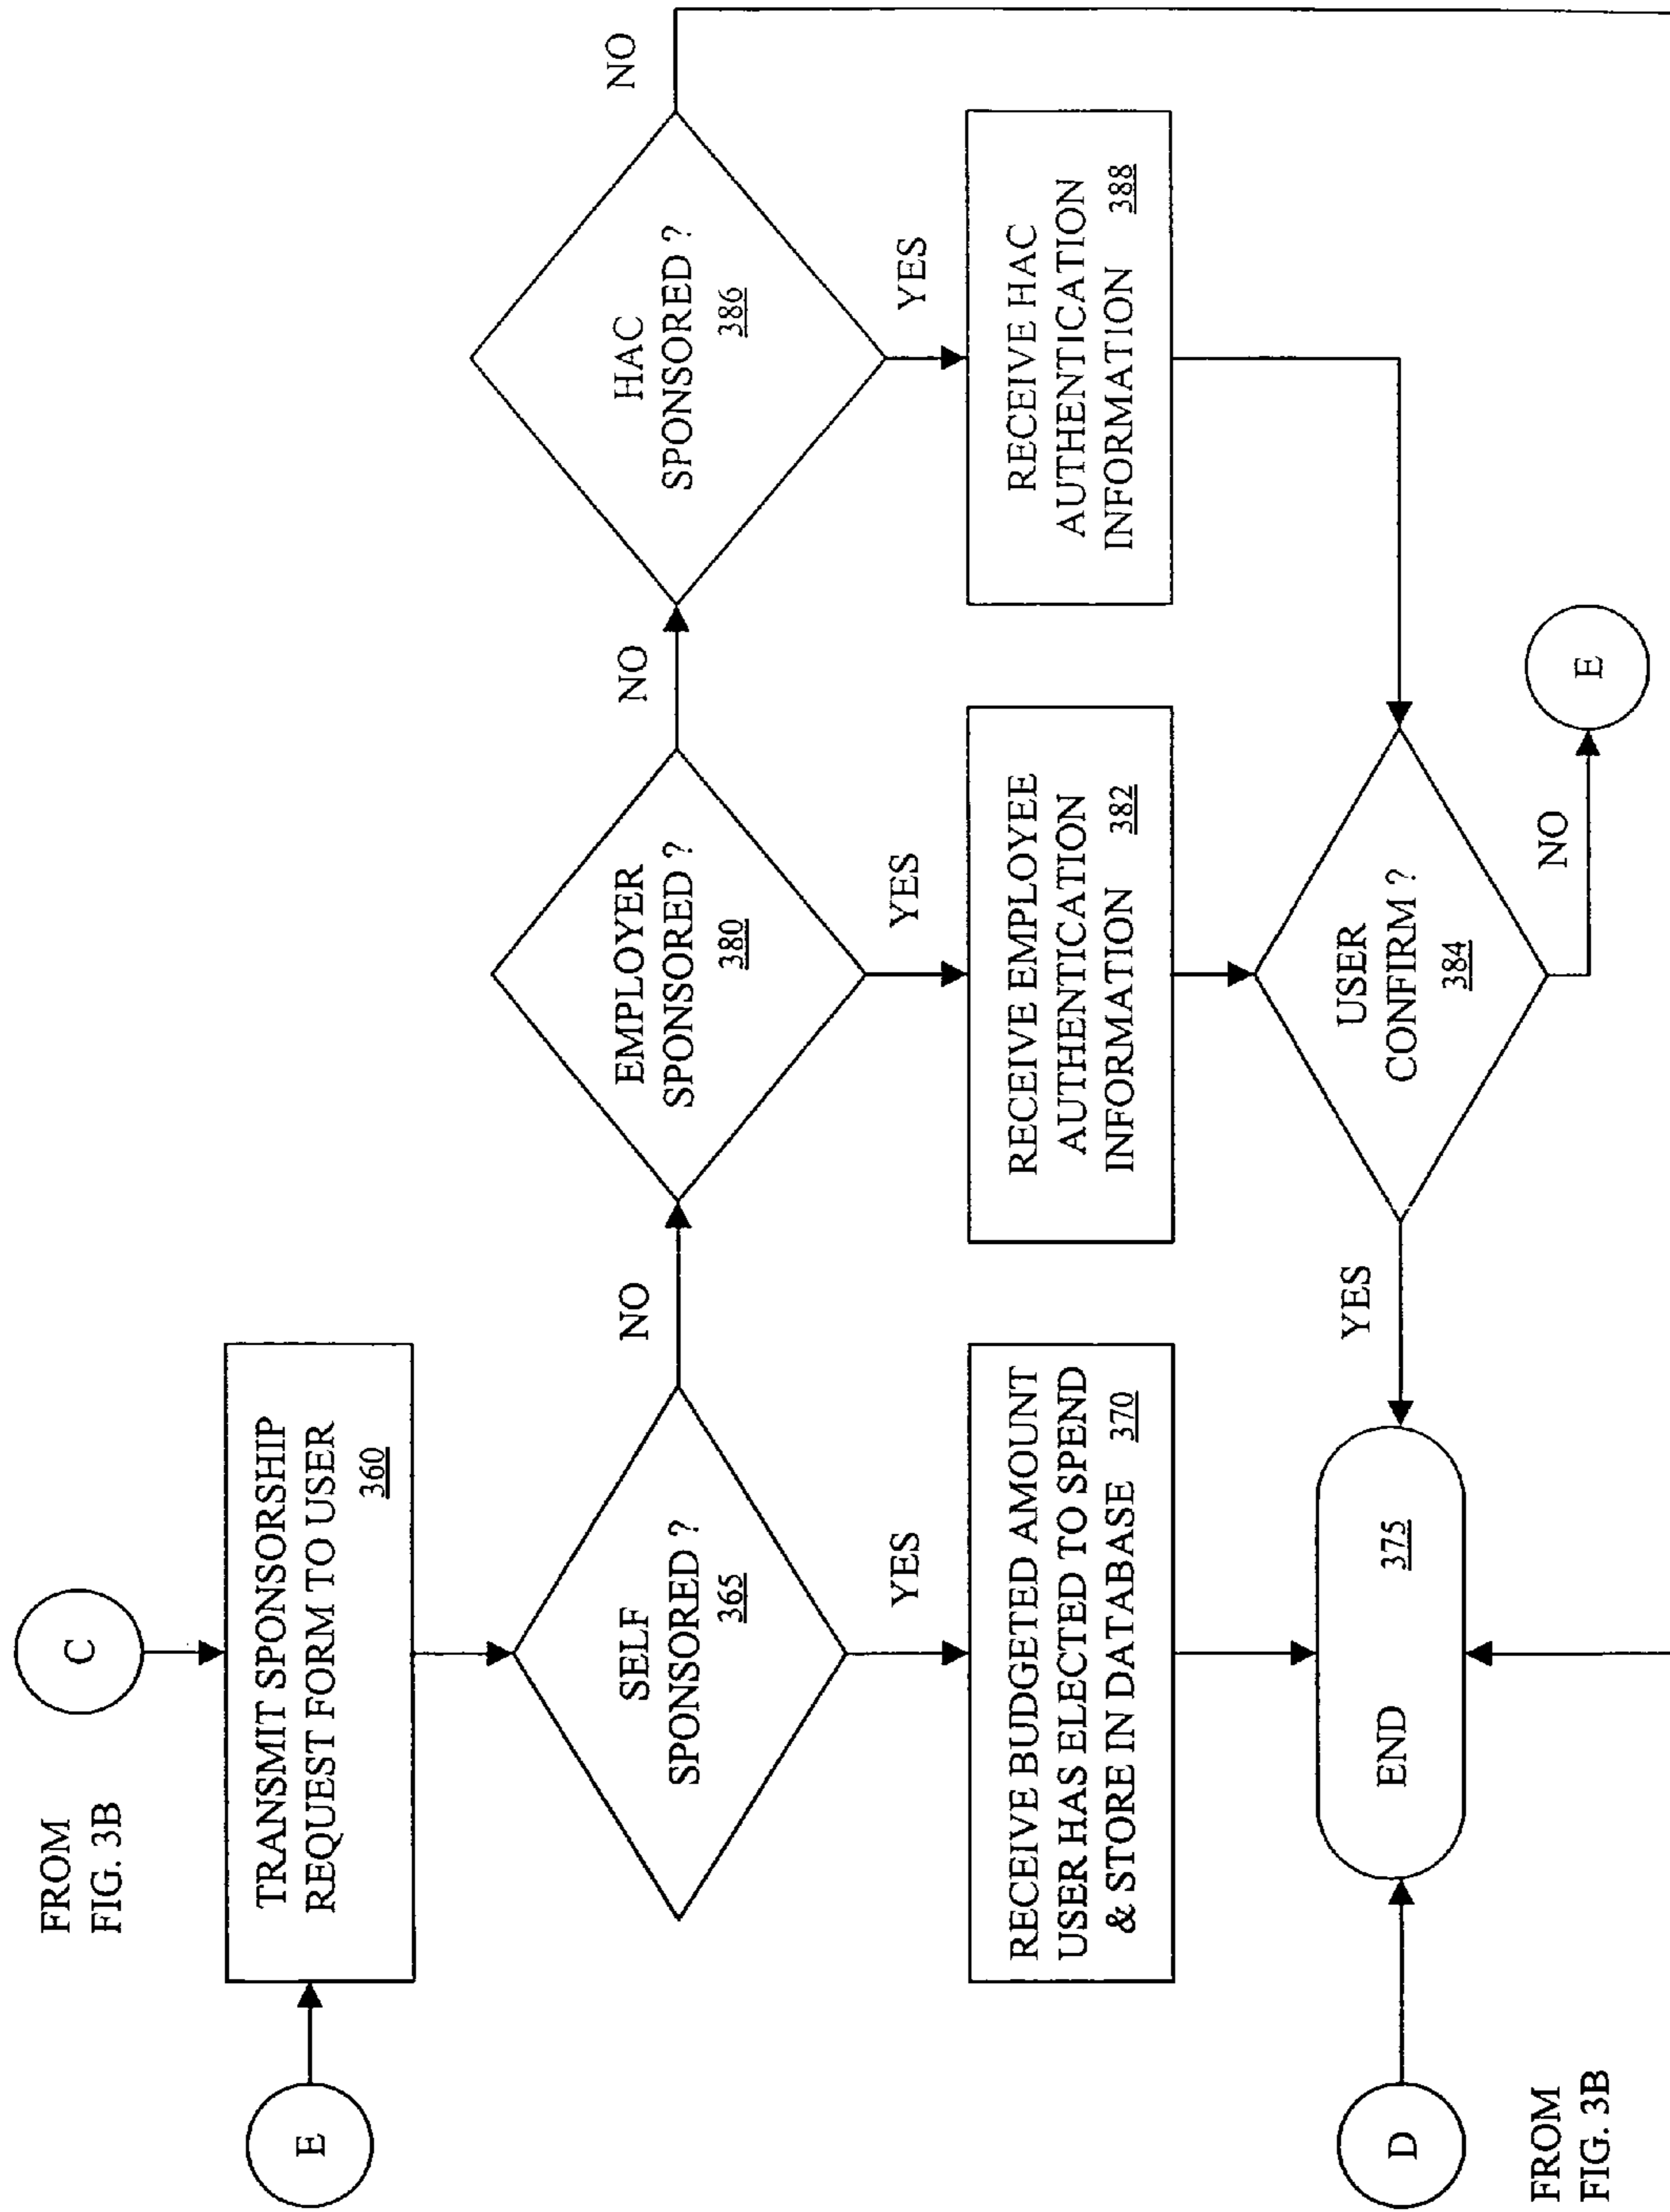 FROM
FIG. 3B
C
E
TRANSMIT SPONSORSHIP
REQUEST FORM TO USER
360
SELF
SPONSORED ?
365
NO
EMPLOYER
SPONSORED ?
380
NO
HAC
SPONSORED ?
386
NO
YES
YES
YES
RECEIVE BUDGETED AMOUNT
USER HAS ELECTED TO SPEND
& STORE IN DATABASE 370
RECEIVE EMPLOYEE
AUTHENTICATION
INFORMATION 382
RECEIVE HAC
AUTHENTICATION
INFORMATION 388
D
END 375
YES
USER
CONFIRM ?
384
NO
E
FROM
FIG. 3B